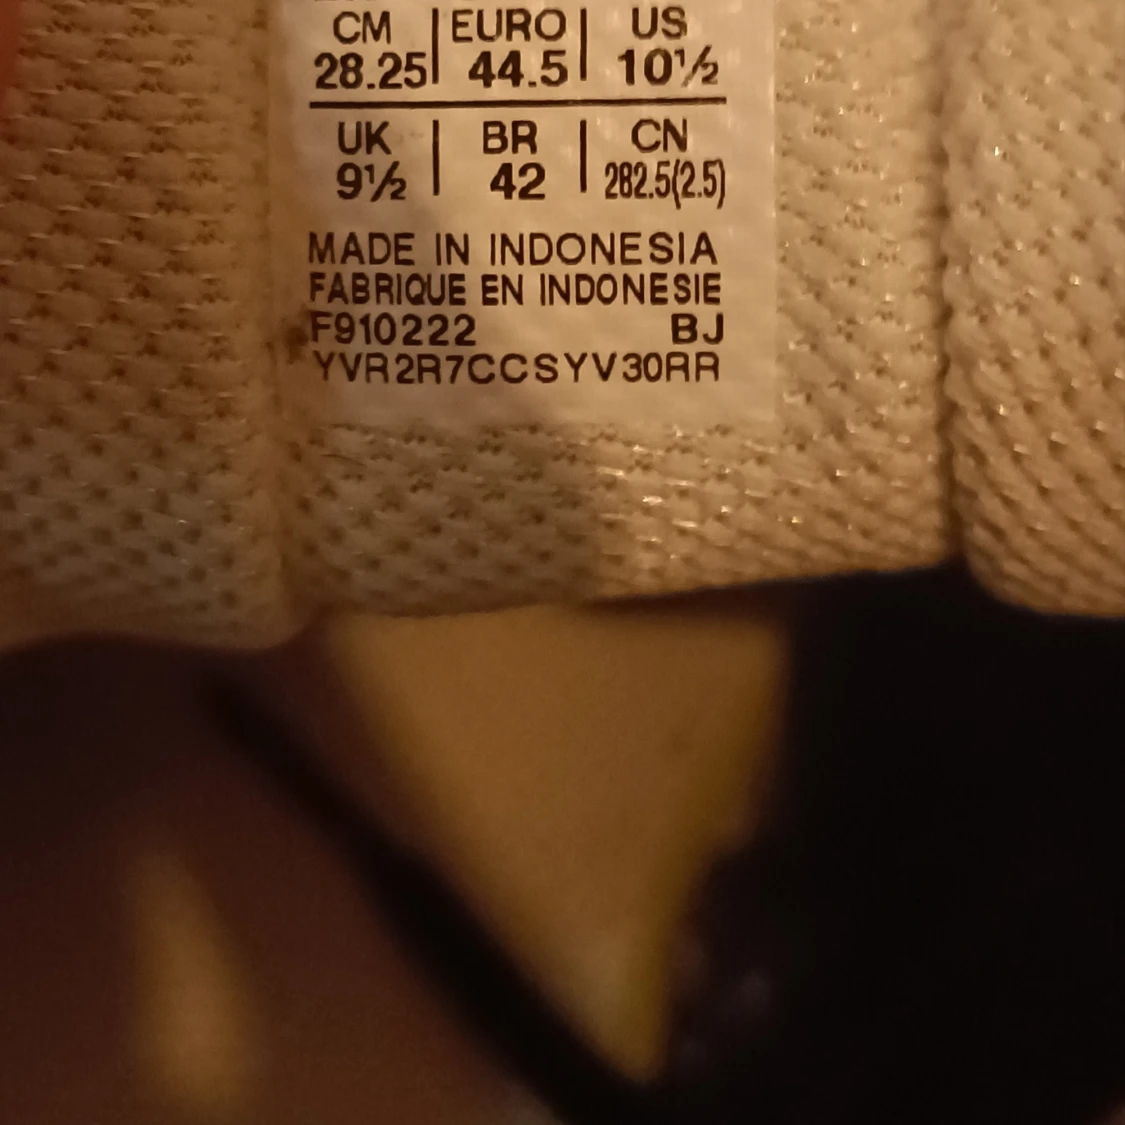 CM | EURO | US
28.25 | 44.5 | 10½
UK | BR | CN
9½ | 42 | 282.5(2.5)
MADE IN INDONESIA
FABRIQUE EN INDONESIE
F910222 BJ
YVR2R7CCSYV30RR